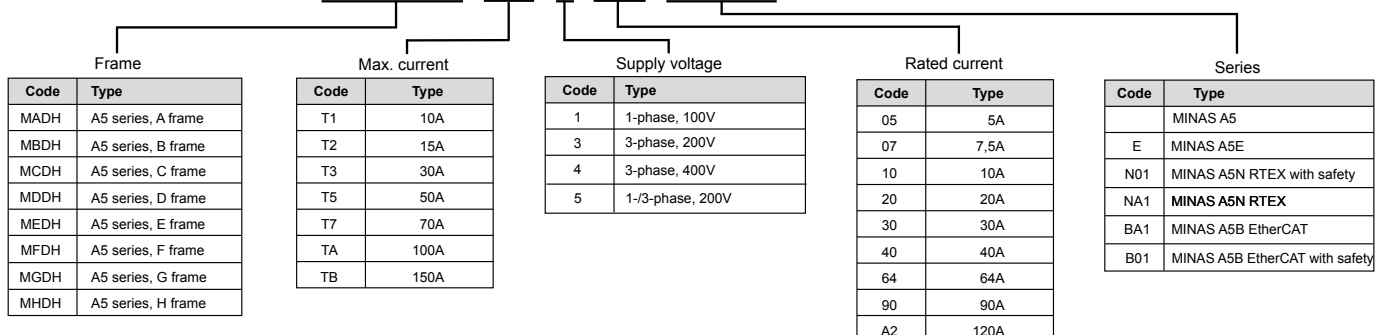 Frame
Code Type
MADH A5 series, A frame
MBDH A5 series, B frame
MCDH A5 series, C frame
MDDH A5 series, D frame
MEDH A5 series, E frame
MFDH A5 series, F frame
MGDH A5 series, G frame
MHDH A5 series, H frame
Max. current
Code Type
T1 10A
T2 15A
T3 30A
T5 50A
T7 70A
TA 100A
TB 150A
Supply voltage
Code Type
1 1-phase, 100V
3 3-phase, 200V
4 3-phase, 400V
5 1-/3-phase, 200V
Rated current
Code Type
05 5A
07 7,5A
10 10A
20 20A
30 30A
40 40A
64 64A
90 90A
A2 120A
Series
Code Type
MINAS A5
E MINAS A5E
N01 MINAS A5N RTEX with safety
NA1 MINAS A5N RTEX
BA1 MINAS A5B EtherCAT
B01 MINAS A5B EtherCAT with safety